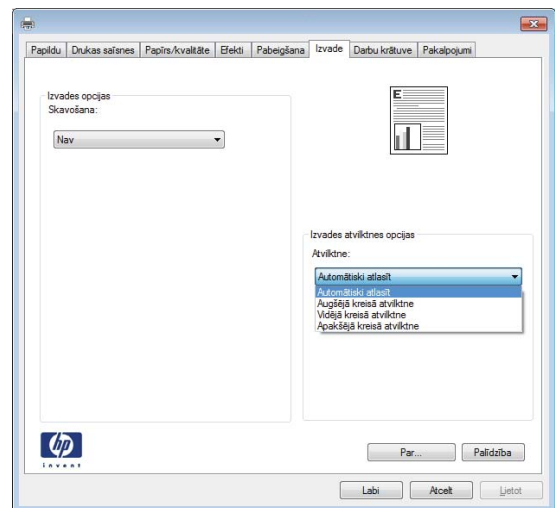 Papildu Drukas saīsnes Papīrs/kvalitāte Efekti Pabeigšana Izvade Darbu krātuve Pakalpojumi
Izvades opcijas
Skavošana:
Nav
E
Izvades atvilktnes opcijas
Atvilktne:
Automātiski atlasīt
Automātiski atlasīt
Augšējā kreisā atvilktne
Vidējā kreisā atvilktne
Apakšējā kreisā atvilktne
hp
invent
Par... Palīdzība
Labi Atcelt Lietot